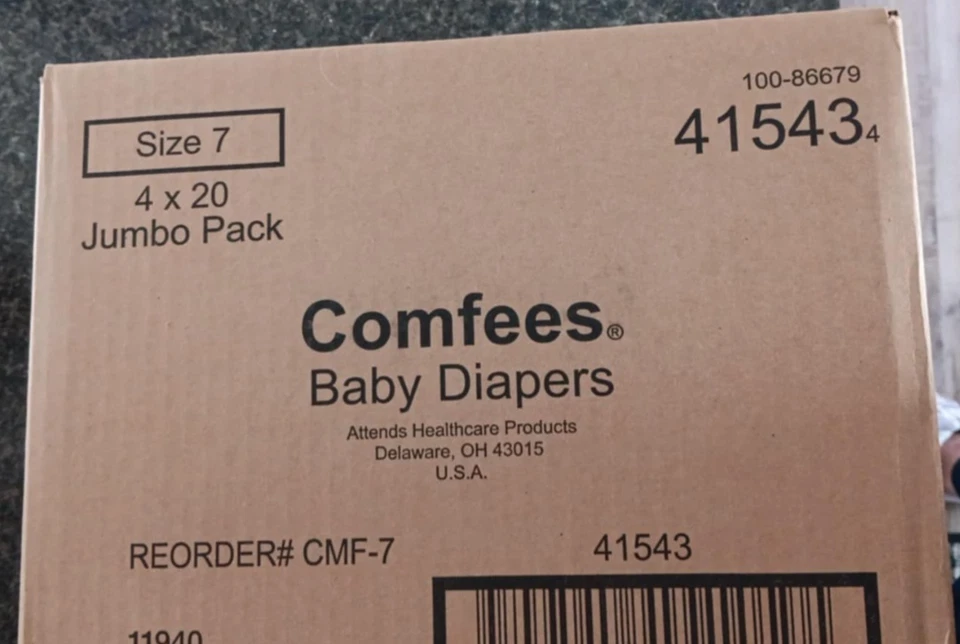 100-86679
Size 7
41543 4
4 x 20
Jumbo Pack
Comfees®
Baby Diapers
Attends Healthcare Products
Delaware, OH 43015
U.S.A.
REORDER# CMF-7
41543
11940